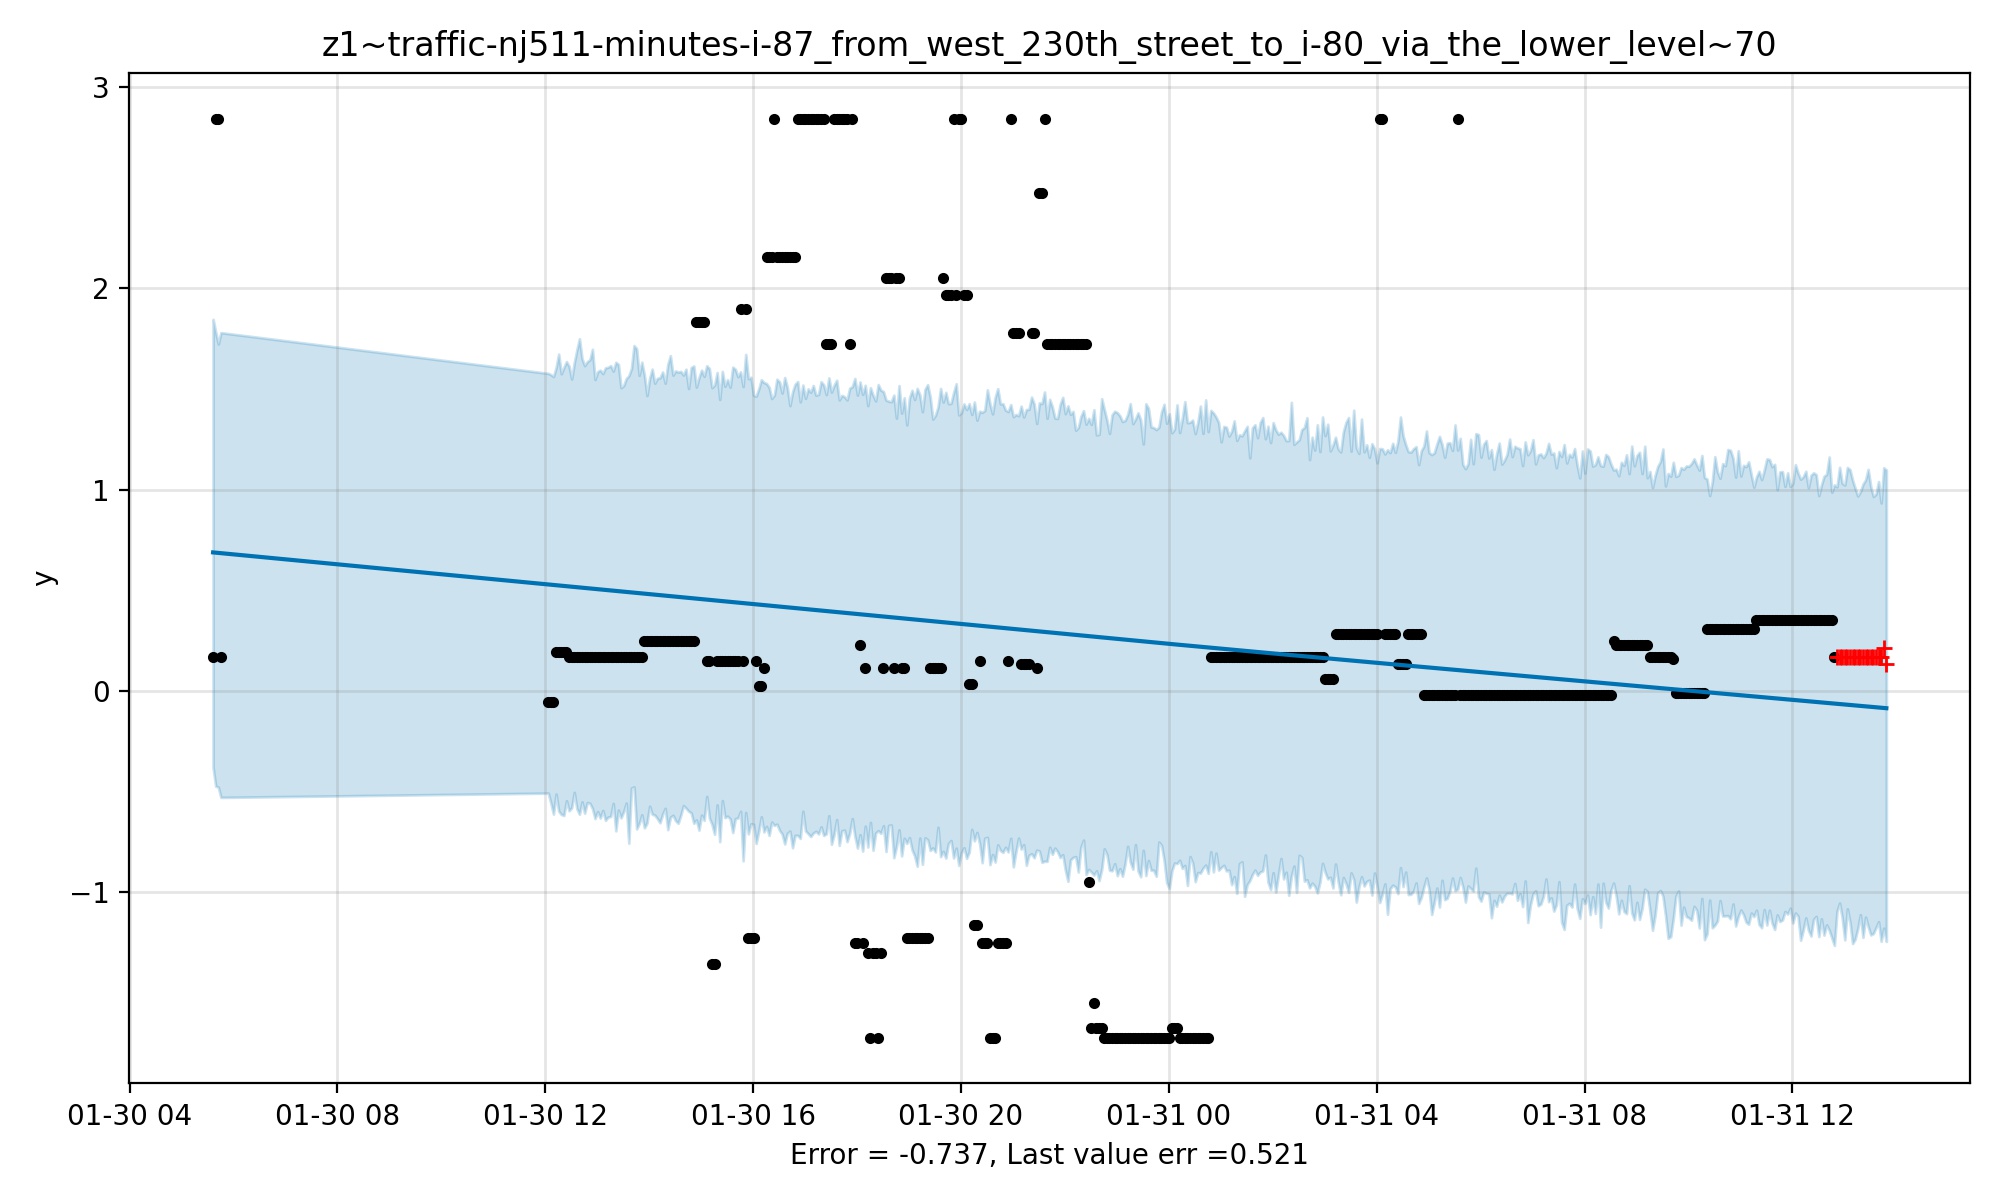 z1~traffic-nj511-minutes-i-87_from_west_230th_street_to_i-80_via_the_lower_level~70
3
2
1
0
−1
y
01-30 04 01-30 08 01-30 12 01-30 16 01-30 20 01-31 00 01-31 04 01-31 08 01-31 12
Error = -0.737, Last value err =0.521